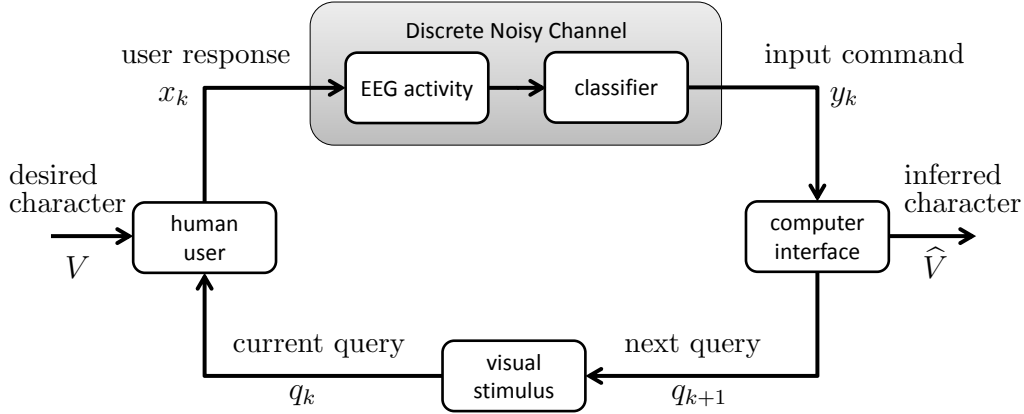 Discrete Noisy Channel
user response
x_k
EEG activity
classifier
input command
y_k
desired
character
V
human
user
computer
interface
inferred
character
V̂
current query
q_k
visual
stimulus
next query
q_{k+1}